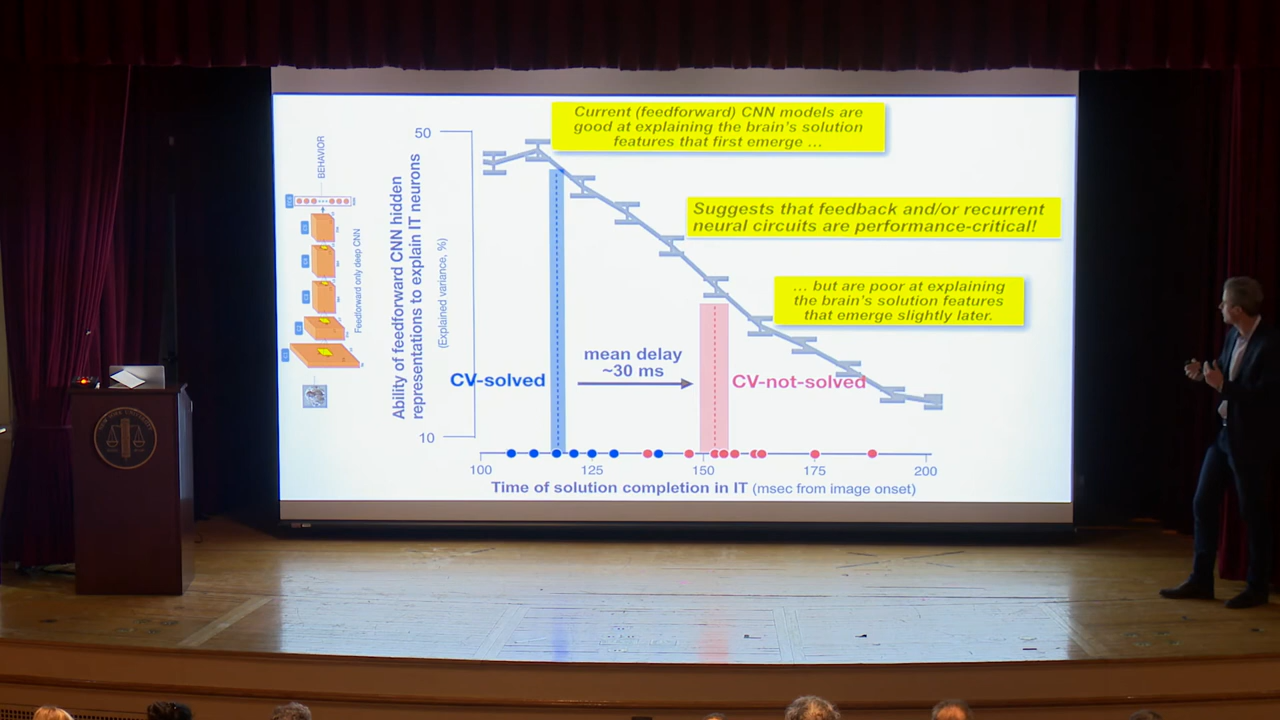 Current (feedforward) CNN models are
good at explaining the brain's solution
features that first emerge ...
Suggests that feedback and/or recurrent
neural circuits are performance-critical!
... but are poor at explaining
the brain's solution features
that emerge slightly later.
BEHAVIOR
Feedforward only deep CNN
Ability of feedforward CNN hidden
representations to explain IT neurons
(Explained variance, %)
50
10
CV-solved
mean delay
~30 ms
CV-not-solved
100
125
150
175
200
Time of solution completion in IT (msec from image onset)